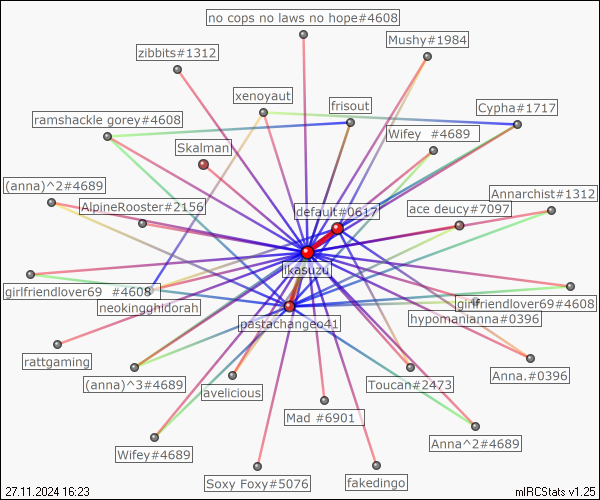 no cops no laws no hope#4608
Mushy#1984
zibbits#1312
xenoyaut
frisout
Cypha#1717
ramshackle gorey#4608
Wifey_#4689
Skalman
(anna)^2#4689
AlpineRooster#2156
default#0617
ace deucy#7097
Annarchist#1312
ikasuzu
girlfriendlover69_#4608
neokingghidorah
girlfriendlover69#4608
hypomanianna#0396
pastachangeo41
rattgaming
(anna)^3#4689
avelicious
Toucan#2473
Anna.#0396
Mad #6901
Anna^2#4689
Wifey#4689
Soxy Foxy#5076
fakedingo
27.11.2024 16:23
mIRCStats v1.25